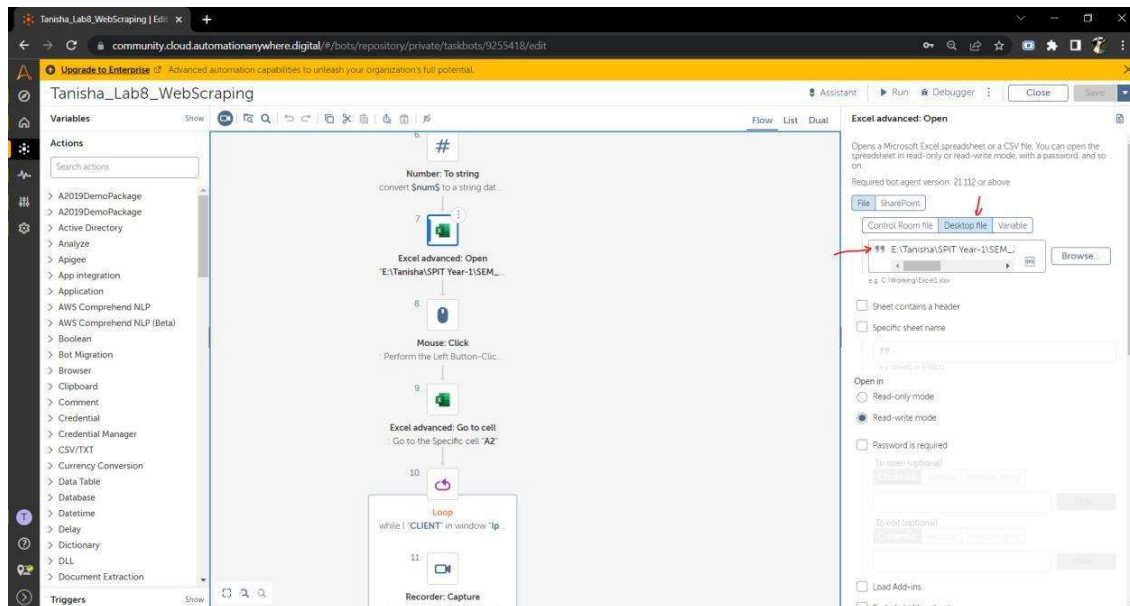 Tanisha_Lab8_WebScraping | Edit
community.cloud.automationanywhere.digital/#/bots/repository/private/taskbots/9255418/edit
Upgrade to Enterprise Advanced automation capabilities to unleash your organization's full potential.
Tanisha_Lab8_WebScraping
Assistant
Run
Debugger
Close
Save
Variables
Show
Flow List Dual
Actions
Search actions
A2019DemoPackage
A2019DemoPackage
Active Directory
Analyze
Apigee
App integration
Application
AWS Comprehend NLP
AWS Comprehend NLP (Beta)
Boolean
Bot Migration
Browser
Clipboard
Comment
Credential
Credential Manager
CSV/TXT
Currency Conversion
Data Table
Database
Datetime
Delay
Dictionary
DLL
Document Extraction
Triggers
Show
T
6
#
Number: To string
convert $num$ to a string dat...
7
Excel advanced: Open
"E:\Tanisha\SPIT Year-1\SEM_...
8
Mouse: Click
: Perform the Left Button-Clic...
9
Excel advanced: Go to cell
: Go to the Specific cell "A2"
10
Loop
while | "CLIENT" in window "Ip...
11
Recorder: Capture
Excel advanced: Open
Opens a Microsoft Excel spreadsheet or a CSV file. You can open the
spreadsheet in read-only or read-write mode, with a password, and so
on
Required bot agent version: 21.112 or above
File SharePoint
Control Room file Desktop file Variable
E:\Tanisha\SPIT Year-1\SEM_
Browse...
e.g. C:\Working\Excel1.xlsx
Sheet contains a header
Specific sheet name
Open in
Read-only mode
Read-write mode
Password is required
To open (optional)
To edit (optional)
Load Add-ins